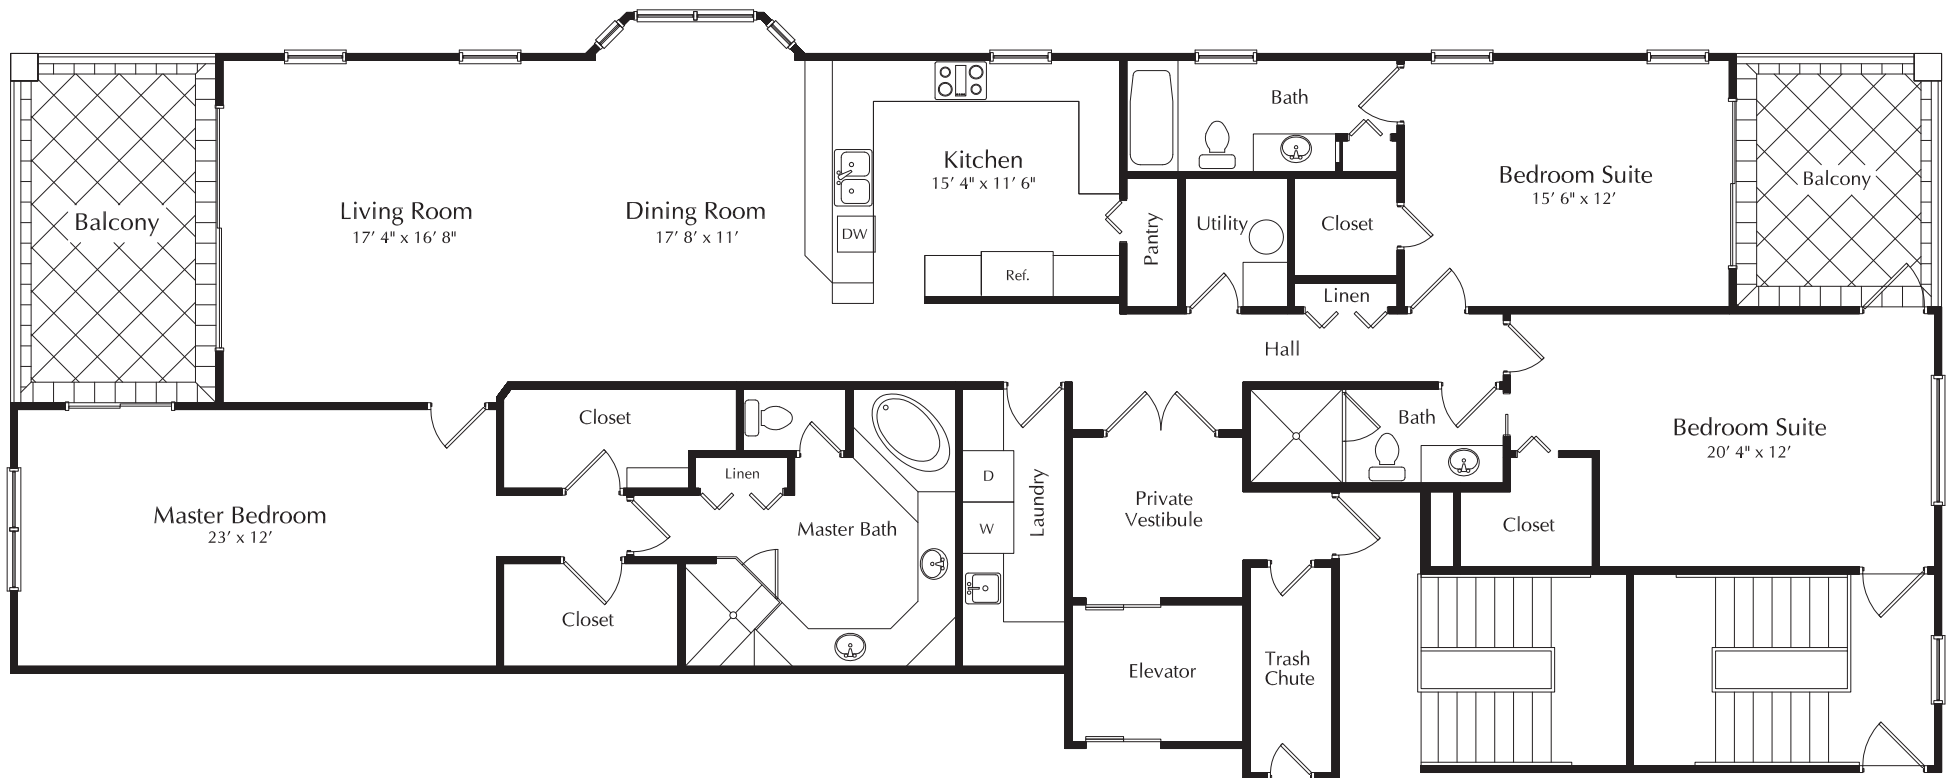 Balcony
Living Room
17' 4" x 16' 8"
Dining Room
17' 8' x 11'
DW
Kitchen
15' 4" x 11' 6"
Ref.
Pantry
Bath
Utility
Closet
Linen
Bedroom Suite
15' 6" x 12'
Balcony
Hall
Master Bedroom
23' x 12'
Closet
Linen
Master Bath
Closet
D
W
Laundry
Private
Vestibule
Elevator
Trash
Chute
Bath
Closet
Bedroom Suite
20' 4" x 12'